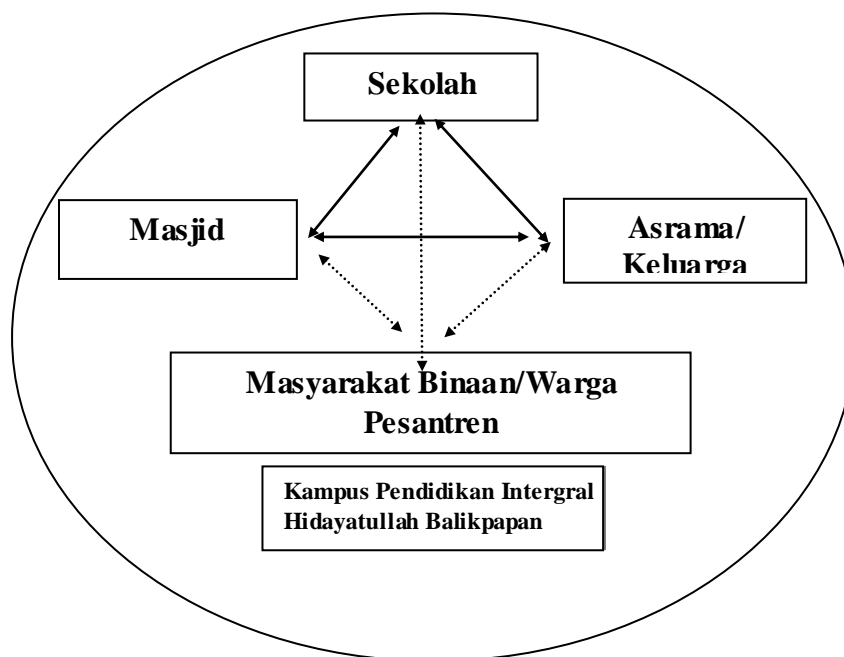 Sekolah
Masjid
Asrama/
Keluarga
Masyarakat Binaan/Warga
Pesantren
Kampus Pendidikan Intergral
Hidayatullah Balikpapan